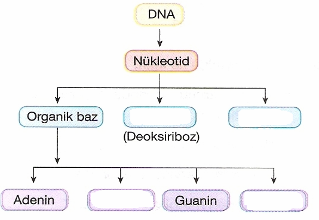 DNA
Nükleotid
Organik baz
(Deoksiriboz)
Adenin
Guanin